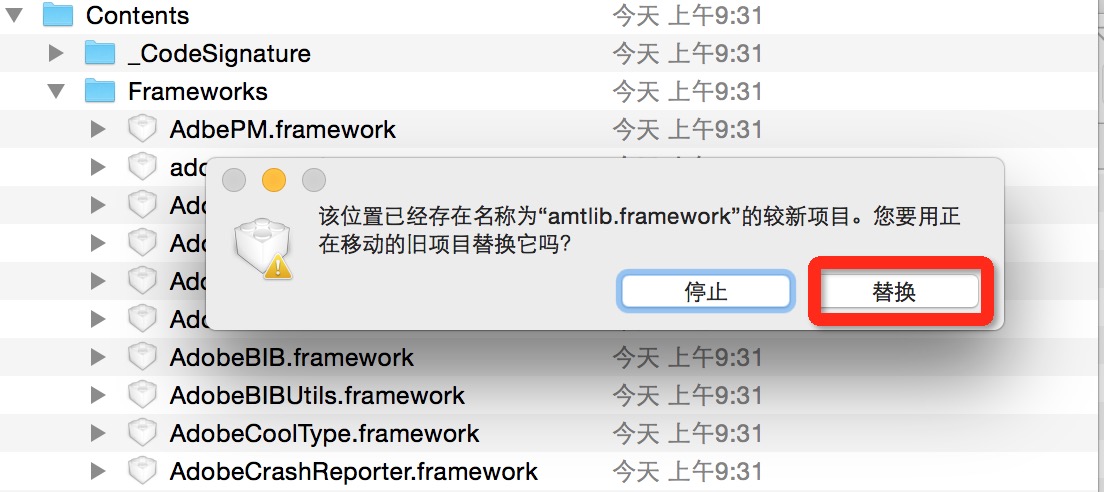 Contents 今天 上午9:31
_CodeSignature 今天 上午9:31
Frameworks 今天 上午9:31
AdbePM.framework 今天 上午9:31
该位置已经存在名称为“amtlib.framework”的较新项目。您要用正
在移动的旧项目替换它吗?
停止 替换
AdobeBIB.framework 今天 上午9:31
AdobeBIBUtils.framework 今天 上午9:31
AdobeCoolType.framework 今天 上午9:31
AdobeCrashReporter.framework 今天 上午9:31